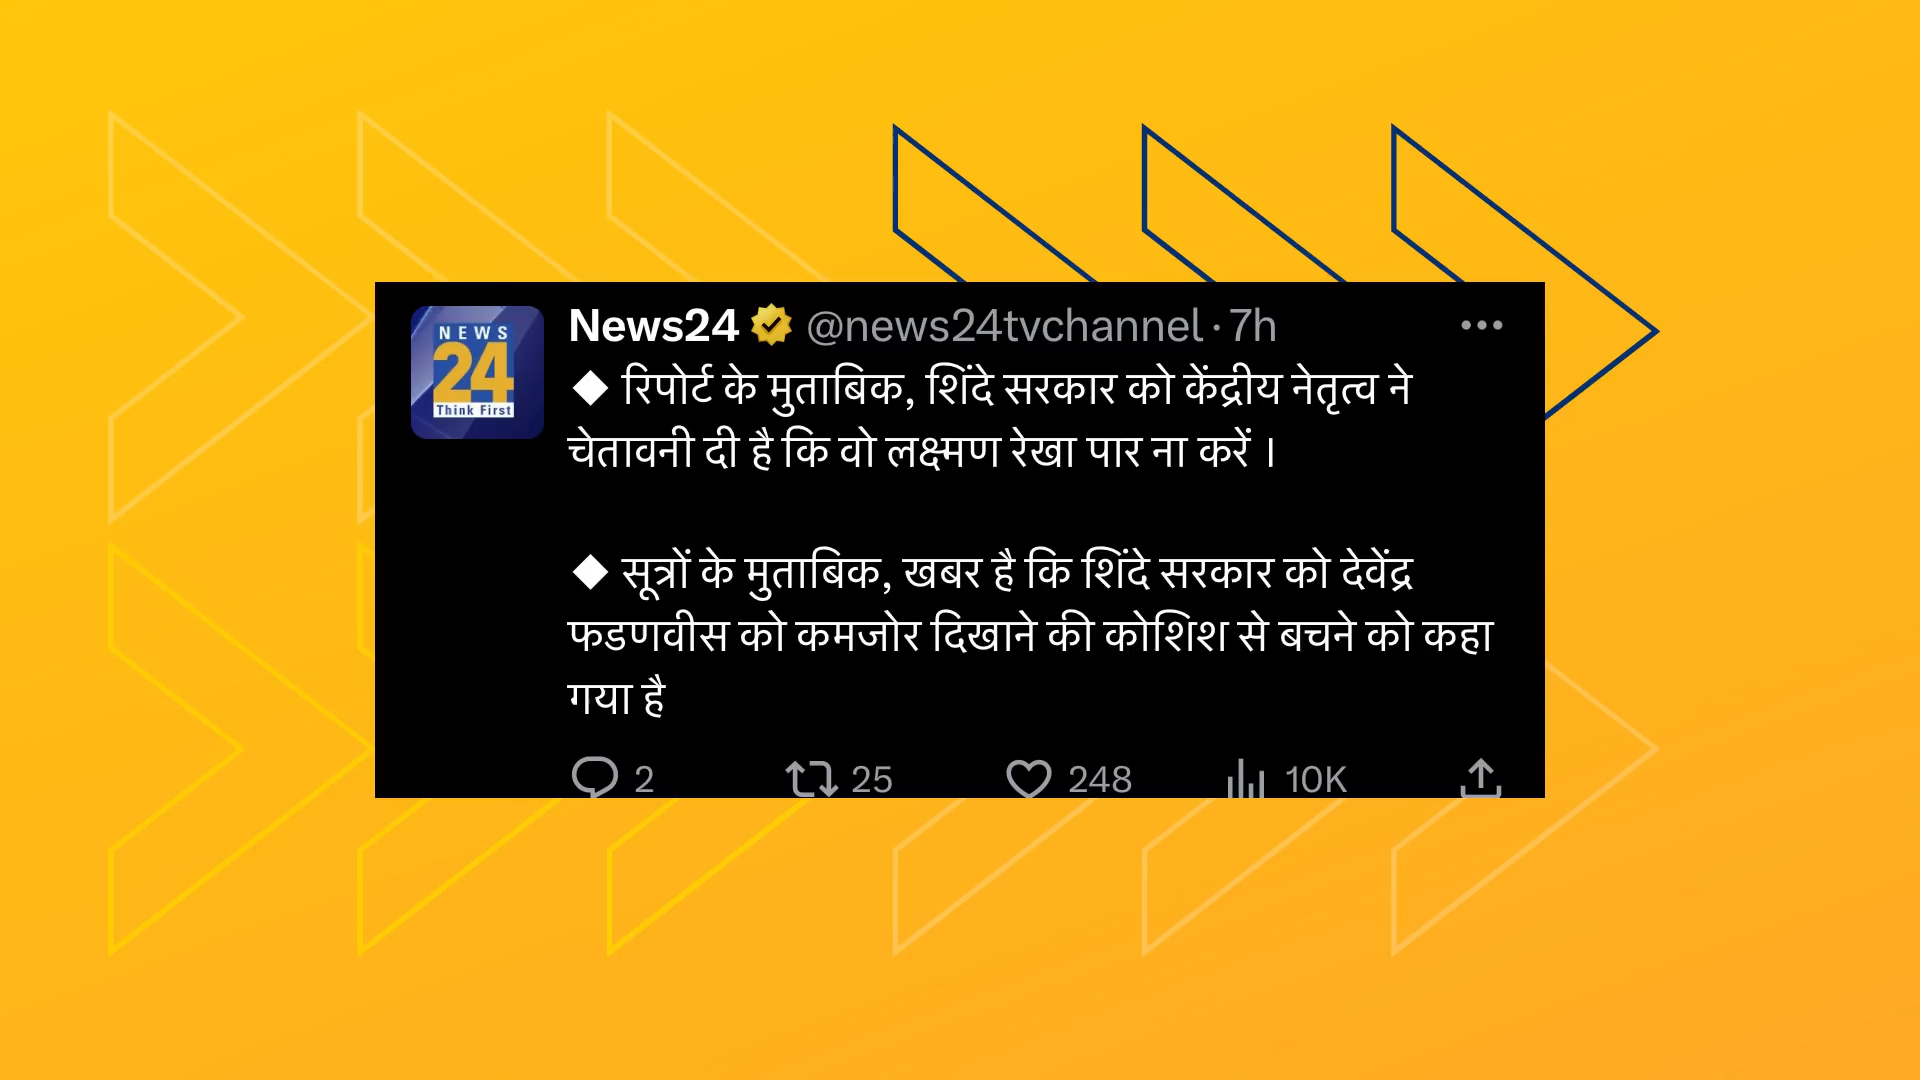 NEWS
24
Think First
News24 @news24tvchannel · 7h
◆ रिपोर्ट के मुताबिक, शिंदे सरकार को केंद्रीय नेतृत्व ने
चेतावनी दी है कि वो लक्ष्मण रेखा पार ना करें ।
◆ सूत्रों के मुताबिक, खबर है कि शिंदे सरकार को देवेंद्र
फडणवीस को कमजोर दिखाने की कोशिश से बचने को कहा
गया है
2 25 248 10K